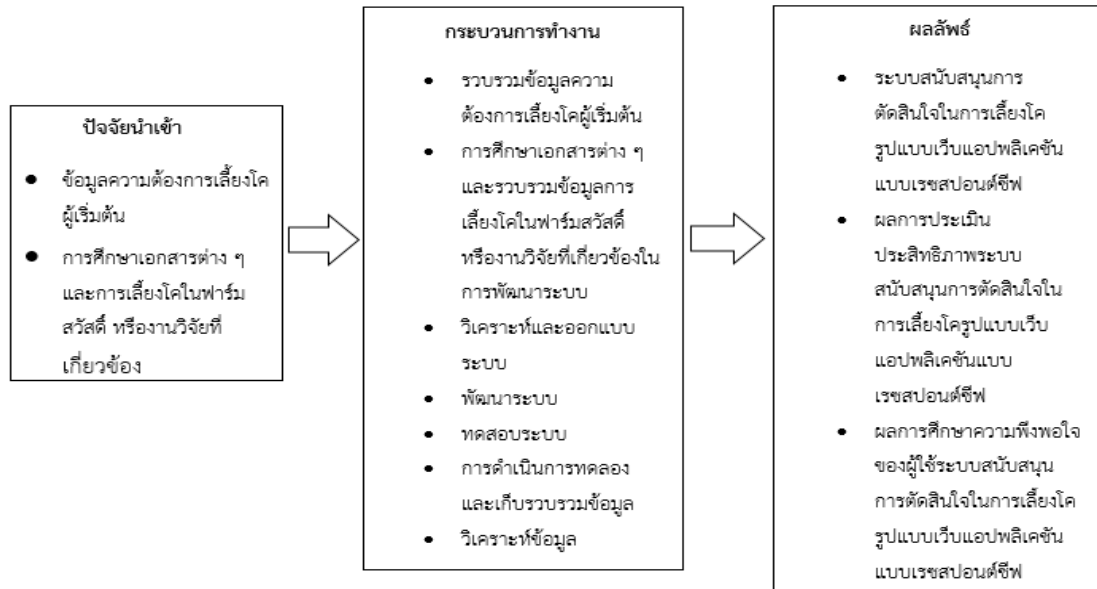 ปัจจัยนำเข้า
● ข้อมูลความต้องการเลี้ยงโค
ผู้เริ่มต้น
● การศึกษาเอกสารต่าง ๆ
และการเลี้ยงโคในฟาร์ม
สวัสดิ์ หรืองานวิจัยที่
เกี่ยวข้อง
กระบวนการทำงาน
● รวบรวมข้อมูลความ
ต้องการเลี้ยงโคผู้เริ่มต้น
● การศึกษาเอกสารต่าง ๆ
และรวบรวมข้อมูลการ
เลี้ยงโคในฟาร์มสวัสดิ์
หรืองานวิจัยที่เกี่ยวข้องใน
การพัฒนาระบบ
● วิเคราะห์และออกแบบ
ระบบ
● พัฒนาระบบ
● ทดสอบระบบ
● การดำเนินการทดลอง
และเก็บรวบรวมข้อมูล
● วิเคราะห์ข้อมูล
ผลลัพธ์
● ระบบสนับสนุนการ
ตัดสินใจในการเลี้ยงโค
รูปแบบเว็บแอปพลิเคชัน
แบบเรซสปอนต์ซีฟ
● ผลการประเมิน
ประสิทธิภาพระบบ
สนับสนุนการตัดสินใจใน
การเลี้ยงโครูปแบบเว็บ
แอปพลิเคชันแบบ
เรซสปอนต์ซีฟ
● ผลการศึกษาความพึงพอใจ
ของผู้ใช้ระบบสนับสนุน
การตัดสินใจในการเลี้ยงโค
รูปแบบเว็บแอปพลิเคชัน
แบบเรซสปอนต์ซีฟ